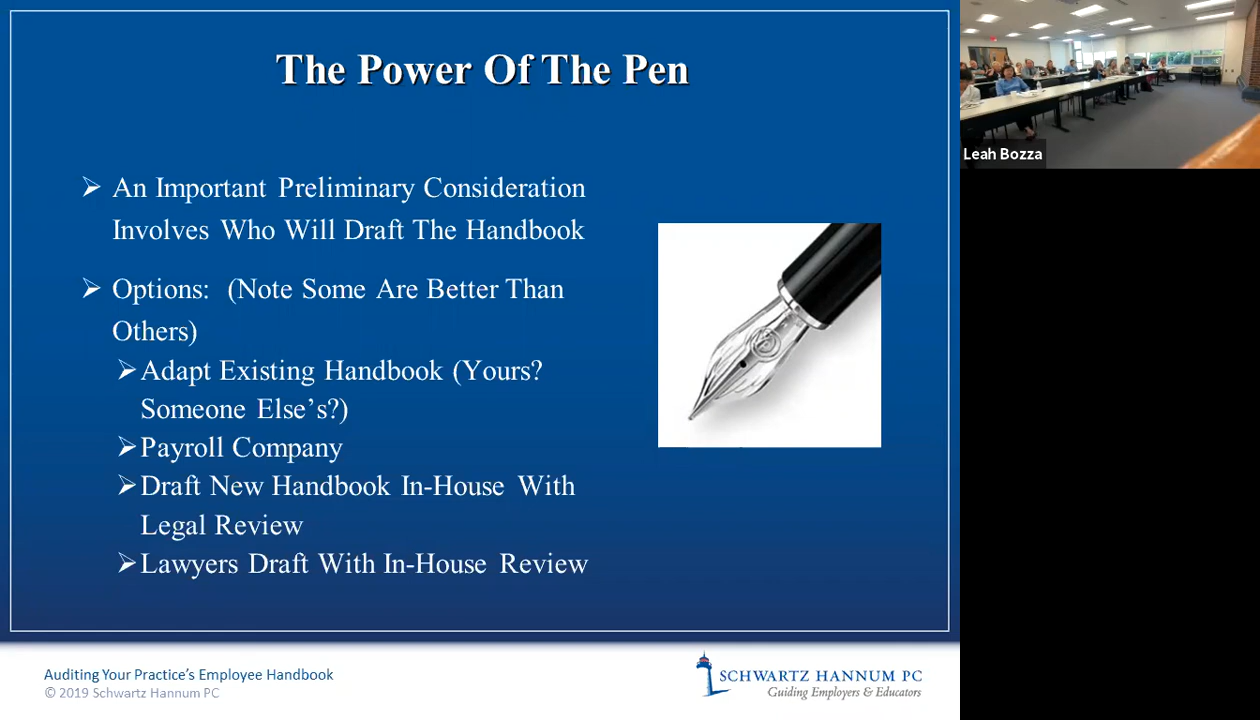 The Power Of The Pen
An Important Preliminary Consideration
Involves Who Will Draft The Handbook
Options: (Note Some Are Better Than
Others)
Adapt Existing Handbook (Yours?
Someone Else's?)
Payroll Company
Draft New Handbook In-House With
Legal Review
Lawyers Draft With In-House Review
Auditing Your Practice's Employee Handbook
© 2019 Schwartz Hannum PC
SCHWARTZ HANNUM PC
Guiding Employers & Educators
Leah Bozza